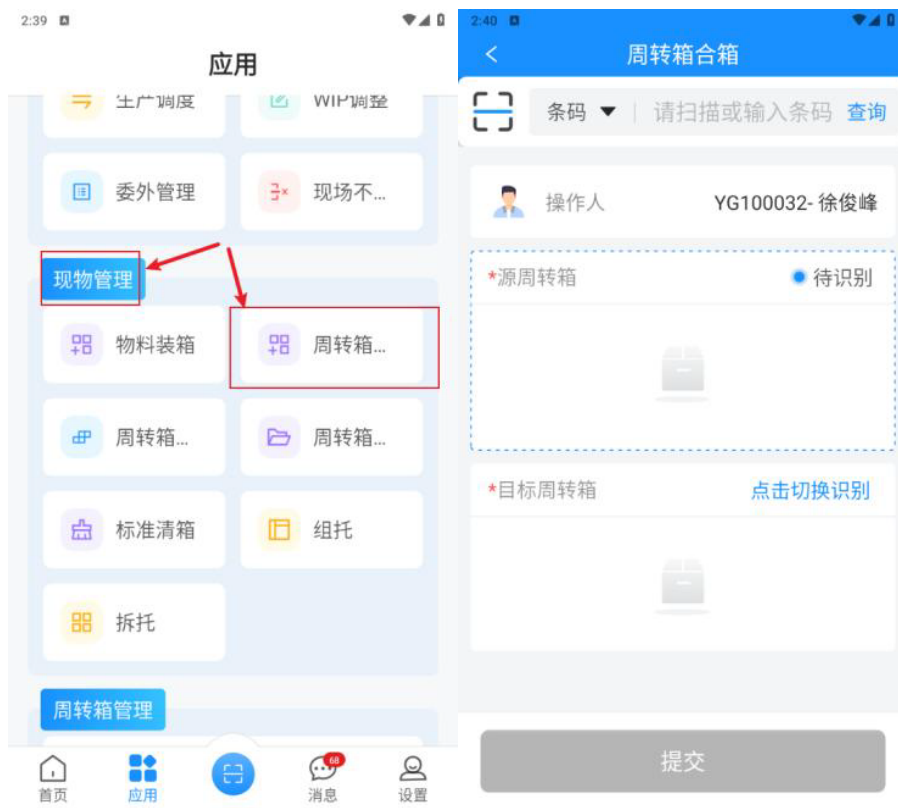 2:39
应用
生产调度
WIP调整
委外管理
现场不...
现物管理
物料装箱
周转箱...
周转箱...
周转箱...
标准清箱
组托
拆托
周转箱管理
首页
应用
68
消息
设置
2:40
周转箱合箱
条码
请扫描或输入条码
查询
操作人
YG100032- 徐俊峰
*源周转箱
待识别
*目标周转箱
点击切换识别
提交